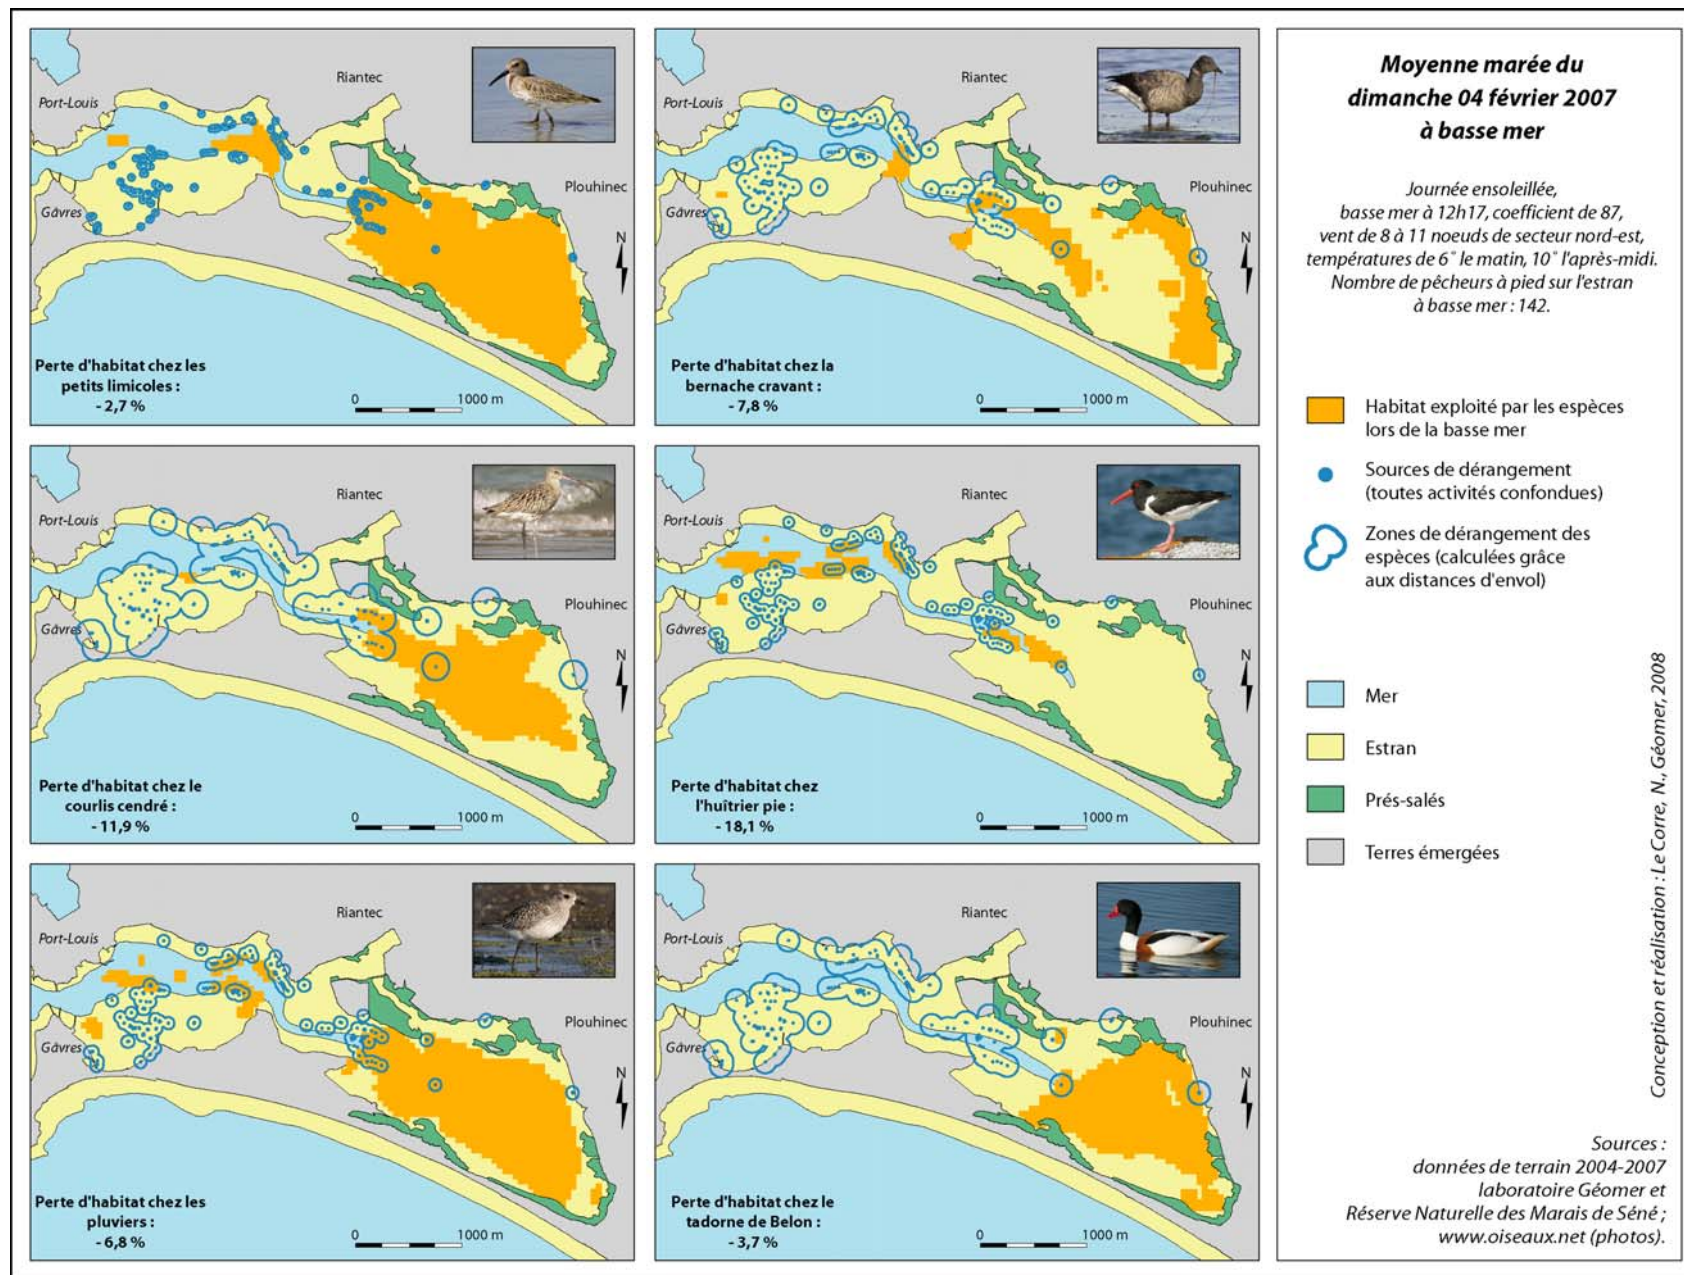 Port-Louis
Riantec
Plouhinec
Gâvres
N
Perte d'habitat chez les
petits limicoles :
- 2,7 %
0
1000 m
Port-Louis
Riantec
Plouhinec
Gâvres
N
Perte d'habitat chez la
bernache cravant :
- 7,8 %
0
1000 m
Port-Louis
Riantec
Plouhinec
Gâvres
N
Perte d'habitat chez le
courlis cendré :
- 11,9 %
0
1000 m
Port-Louis
Riantec
Plouhinec
Gâvres
N
Perte d'habitat chez
l'huîtrier pie :
- 18,1 %
0
1000 m
Port-Louis
Riantec
Plouhinec
Gâvres
N
Perte d'habitat chez les
pluviers :
- 6,8 %
0
1000 m
Port-Louis
Riantec
Plouhinec
Gâvres
N
Perte d'habitat chez le
tadorne de Belon :
- 3,7 %
0
1000 m
Moyenne marée du
dimanche 04 février 2007
à basse mer
Journée ensoleillée,
basse mer à 12h17, coefficient de 87,
vent de 8 à 11 noeuds de secteur nord-est,
températures de 6˚ le matin, 10˚ l'après-midi.
Nombre de pêcheurs à pied sur l'estran
à basse mer : 142.
Habitat exploité par les espèces
lors de la basse mer
Sources de dérangement
(toutes activités confondues)
Zones de dérangement des
espèces (calculées grâce
aux distances d'envol)
Mer
Estran
Prés-salés
Terres émergées
Conception et réalisation : Le Corre, N., Géomer, 2008
Sources :
données de terrain 2004-2007
laboratoire Géomer et
Réserve Naturelle des Marais de Séné ;
www.oiseaux.net (photos).